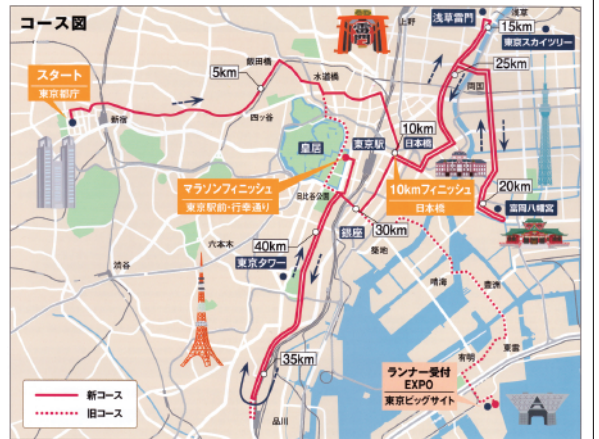 コース図
浅草雷門
浅草
上野
15km
東京スカイツリー
飯田橋
25km
スタート
東京都庁
5km
水道橋
両国
新宿
四ッ谷
10km
皇居
東京駅
日本橋
マラソンフィニッシュ
東京駅前・行幸通り
日比谷公園
10kmフィニッシュ
日本橋
20km
富岡八幡宮
銀座
30km
六本木
40km
東京タワー
築地
渋谷
晴海
豊洲
35km
有明
東雲
ランナー受付
EXPO
東京ビッグサイト
新コース
旧コース
品川